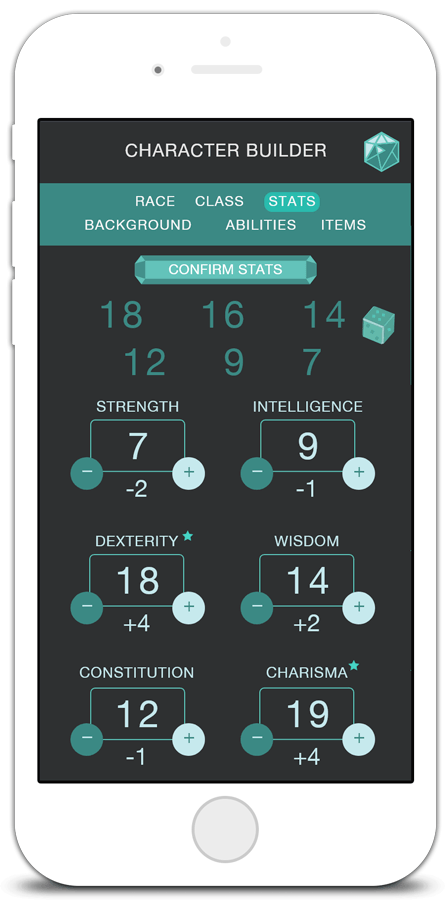 CHARACTER BUILDER
RACE CLASS STATS
BACKGROUND ABILITIES ITEMS
CONFIRM STATS
18 16 14
12 9 7
STRENGTH INTELLIGENCE
7 9
− + − +
-2 -1
DEXTERITY WISDOM
18 14
− + − +
+4 +2
CONSTITUTION CHARISMA
12 19
− + − +
-1 +4